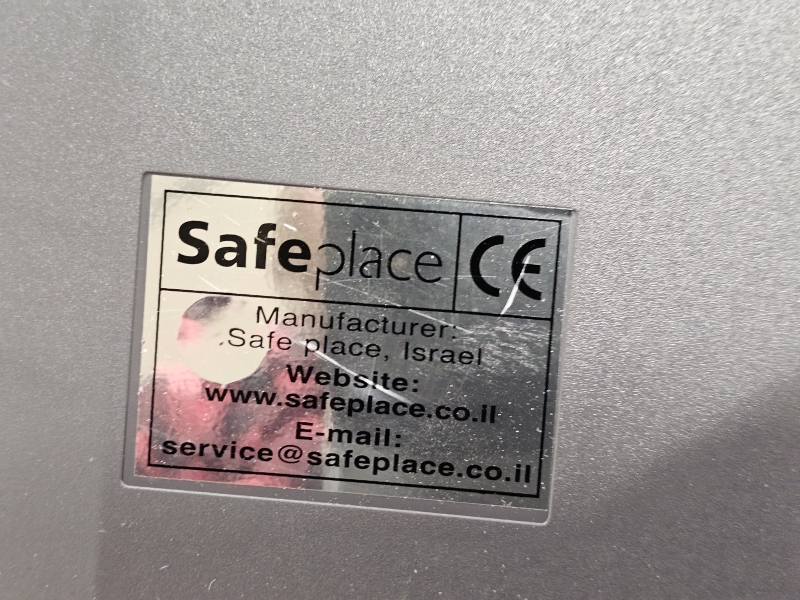 Safeplace CE
Manufacturer:
Safe place, Israel
Website:
www.safeplace.co.il
E-mail:
service@safeplace.co.il